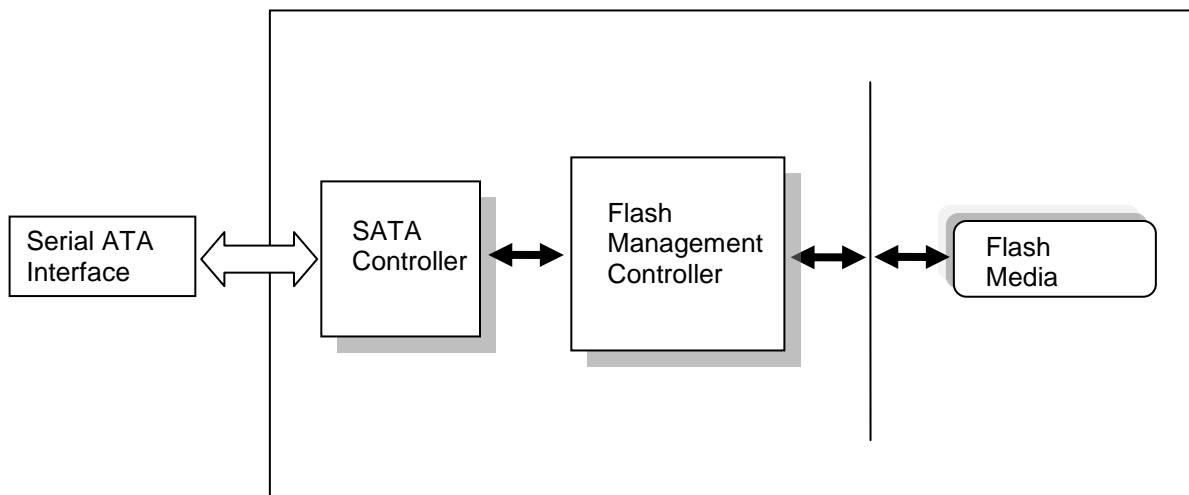 Serial ATA
Interface
SATA
Controller
Flash
Management
Controller
Flash
Media